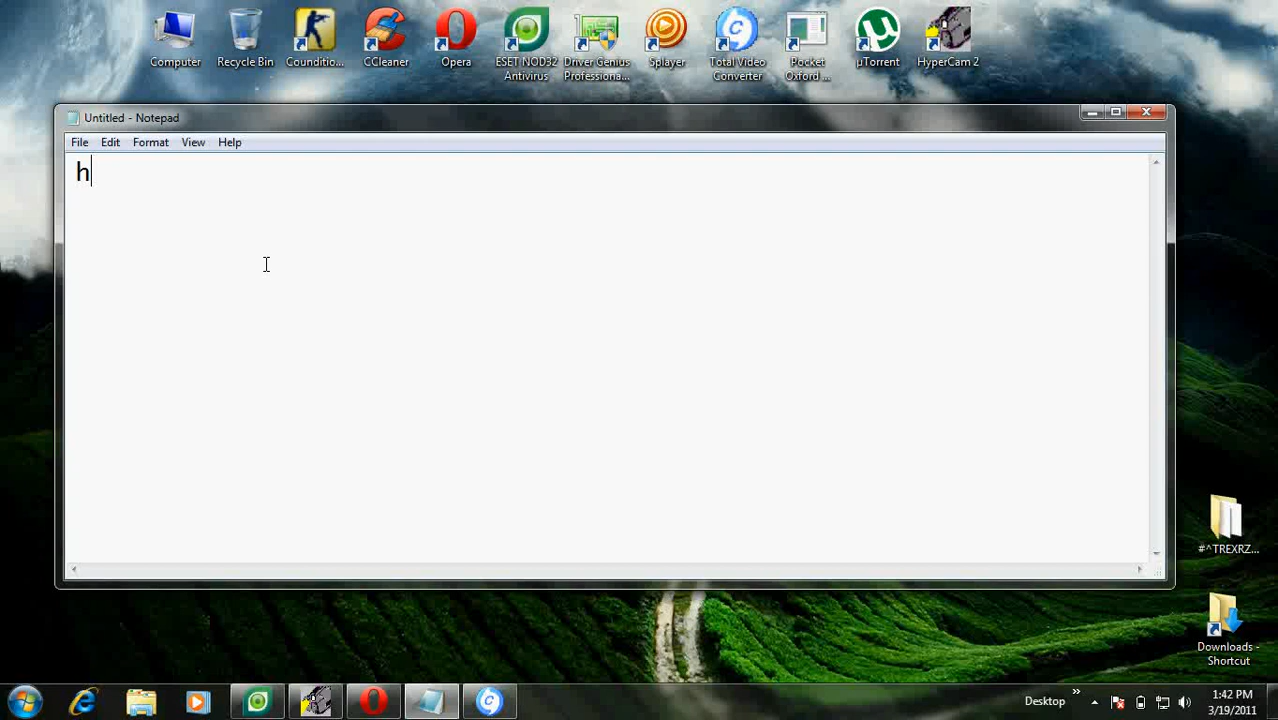 Computer
Recycle Bin
Counditio...
CCleaner
Opera
ESET NOD32
Antivirus
Driver Genius
Professiona...
Splayer
Total Video
Converter
Pocket
Oxford ...
µTorrent
HyperCam 2
Untitled - Notepad
File Edit Format View Help
h
#^TREXRZ...
Downloads -
Shortcut
Desktop
1:42 PM
3/19/2011